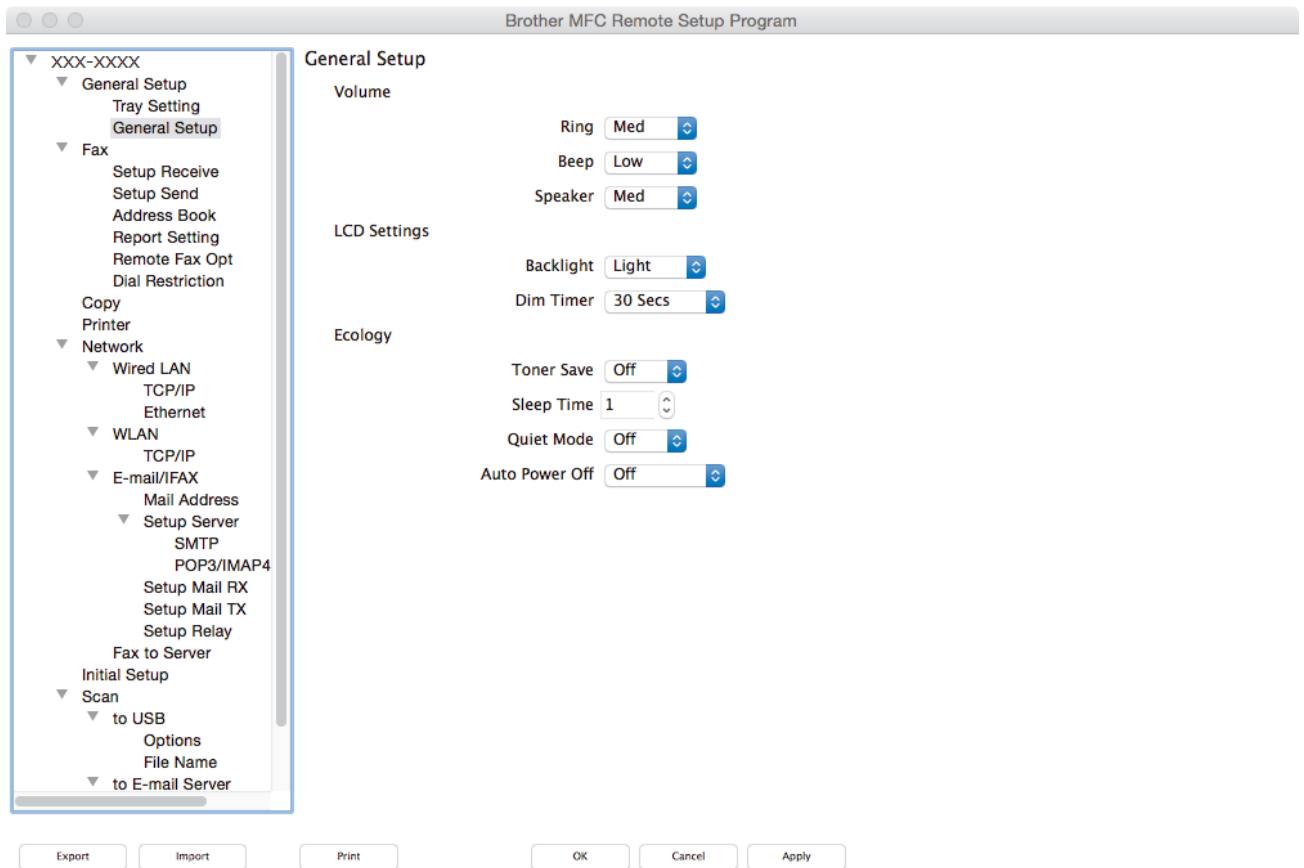 Brother MFC Remote Setup Program
XXX-XXXX
General Setup
Tray Setting
General Setup
Fax
Setup Receive
Setup Send
Address Book
Report Setting
Remote Fax Opt
Dial Restriction
Copy
Printer
Network
Wired LAN
TCP/IP
Ethernet
WLAN
TCP/IP
E-mail/IFAX
Mail Address
Setup Server
SMTP
POP3/IMAP4
Setup Mail RX
Setup Mail TX
Setup Relay
Fax to Server
Initial Setup
Scan
to USB
Options
File Name
to E-mail Server
General Setup
Volume
Ring Med
Beep Low
Speaker Med
LCD Settings
Backlight Light
Dim Timer 30 Secs
Ecology
Toner Save Off
Sleep Time 1
Quiet Mode Off
Auto Power Off Off
Export Import Print OK Cancel Apply